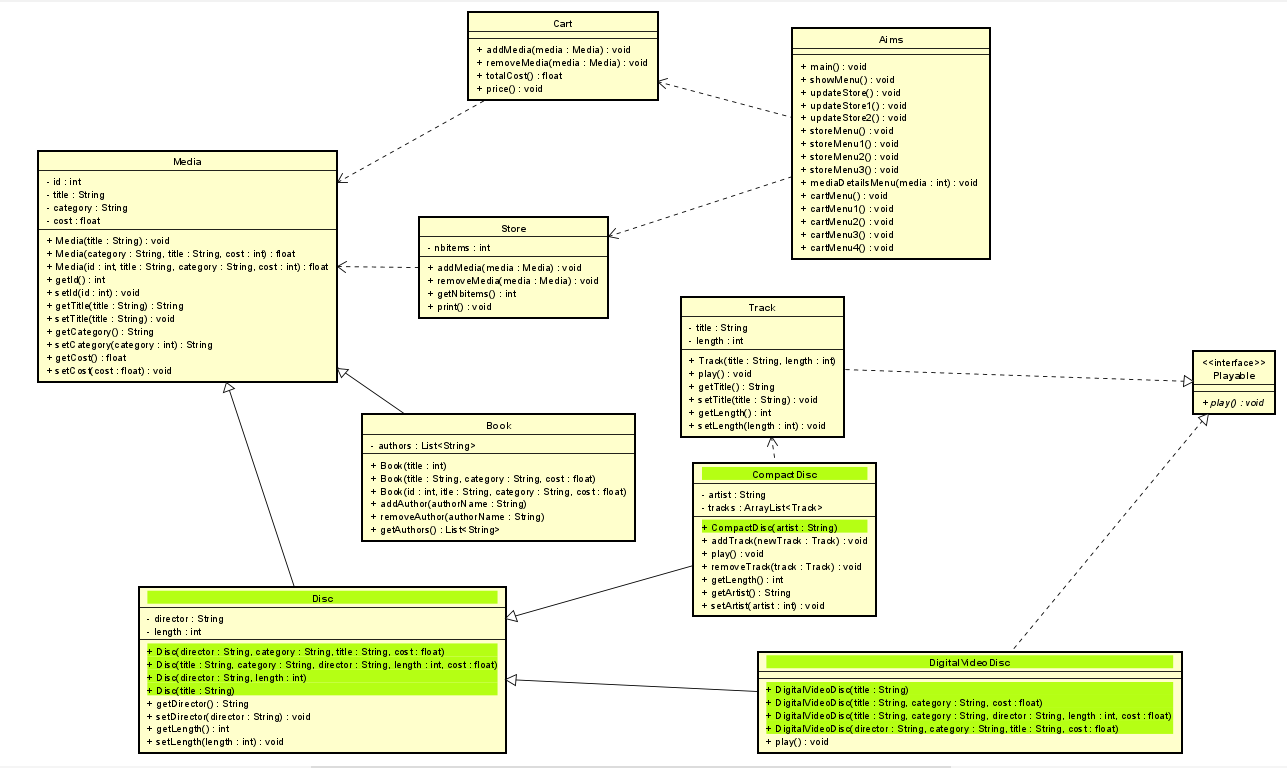 Cart
+ addMedia(media : Media) : void
+ removeMedia(media : Media) : void
+ totalCost() : float
+ price() : void
Aims
+ main() : void
+ showMenu() : void
+ updateStore() : void
+ updateStore1() : void
+ updateStore2() : void
+ storeMenu() : void
+ storeMenu1() : void
+ storeMenu2() : void
+ storeMenu3() : void
+ mediaDetailsMenu(media : int) : void
+ cartMenu() : void
+ cartMenu1() : void
+ cartMenu2() : void
+ cartMenu3() : void
+ cartMenu4() : void
Media
- id : int
- title : String
- category : String
- cost : float
+ Media(title : String) : void
+ Media(category : String, title : String, cost : int) : float
+ Media(id : int, title : String, category : String, cost : int) : float
+ getId() : int
+ setId(id : int) : void
+ getTitle(title : String) : String
+ setTitle(title : String) : void
+ getCategory() : String
+ setCategory(category : int) : String
+ getCost() : float
+ setCost(cost : float) : void
Store
- nbitems : int
+ addMedia(media : Media) : void
+ removeMedia(media : Media) : void
+ getNbitems() : int
+ print() : void
Track
- title : String
- length : int
+ Track(title : String, length : int)
+ play() : void
+ getTitle() : String
+ setTitle(title : String) : void
+ getLength() : int
+ setLength(length : int) : void
<<interface>>
Playable
+ play() : void
Book
- authors : List<String>
+ Book(title : int)
+ Book(title : String, category : String, cost : float)
+ Book(id : int, itle : String, category : String, cost : float)
+ addAuthor(authorName : String)
+ removeAuthor(authorName : String)
+ getAuthors() : List<String>
CompactDisc
- artist : String
- tracks : ArrayList<Track>
+ CompactDisc(artist : String)
+ addTrack(newTrack : Track) : void
+ play() : void
+ removeTrack(track : Track) : void
+ getLength() : int
+ getArtist() : String
+ setArtist(artist : int) : void
Disc
- director : String
- length : int
+ Disc(director : String, category : String, title : String, cost : float)
+ Disc(title : String, category : String, director : String, length : int, cost : float)
+ Disc(director : String, length : int)
+ Disc(title : String)
+ getDirector() : String
+ setDirector(director : String) : void
+ getLength() : int
+ setLength(length : int) : void
DigitalVideoDisc
+ DigitalVideoDisc(title : String)
+ DigitalVideoDisc(title : String, category : String, cost : float)
+ DigitalVideoDisc(title : String, category : String, director : String, length : int, cost : float)
+ DigitalVideoDisc(director : String, category : String, title : String, cost : float)
+ play() : void